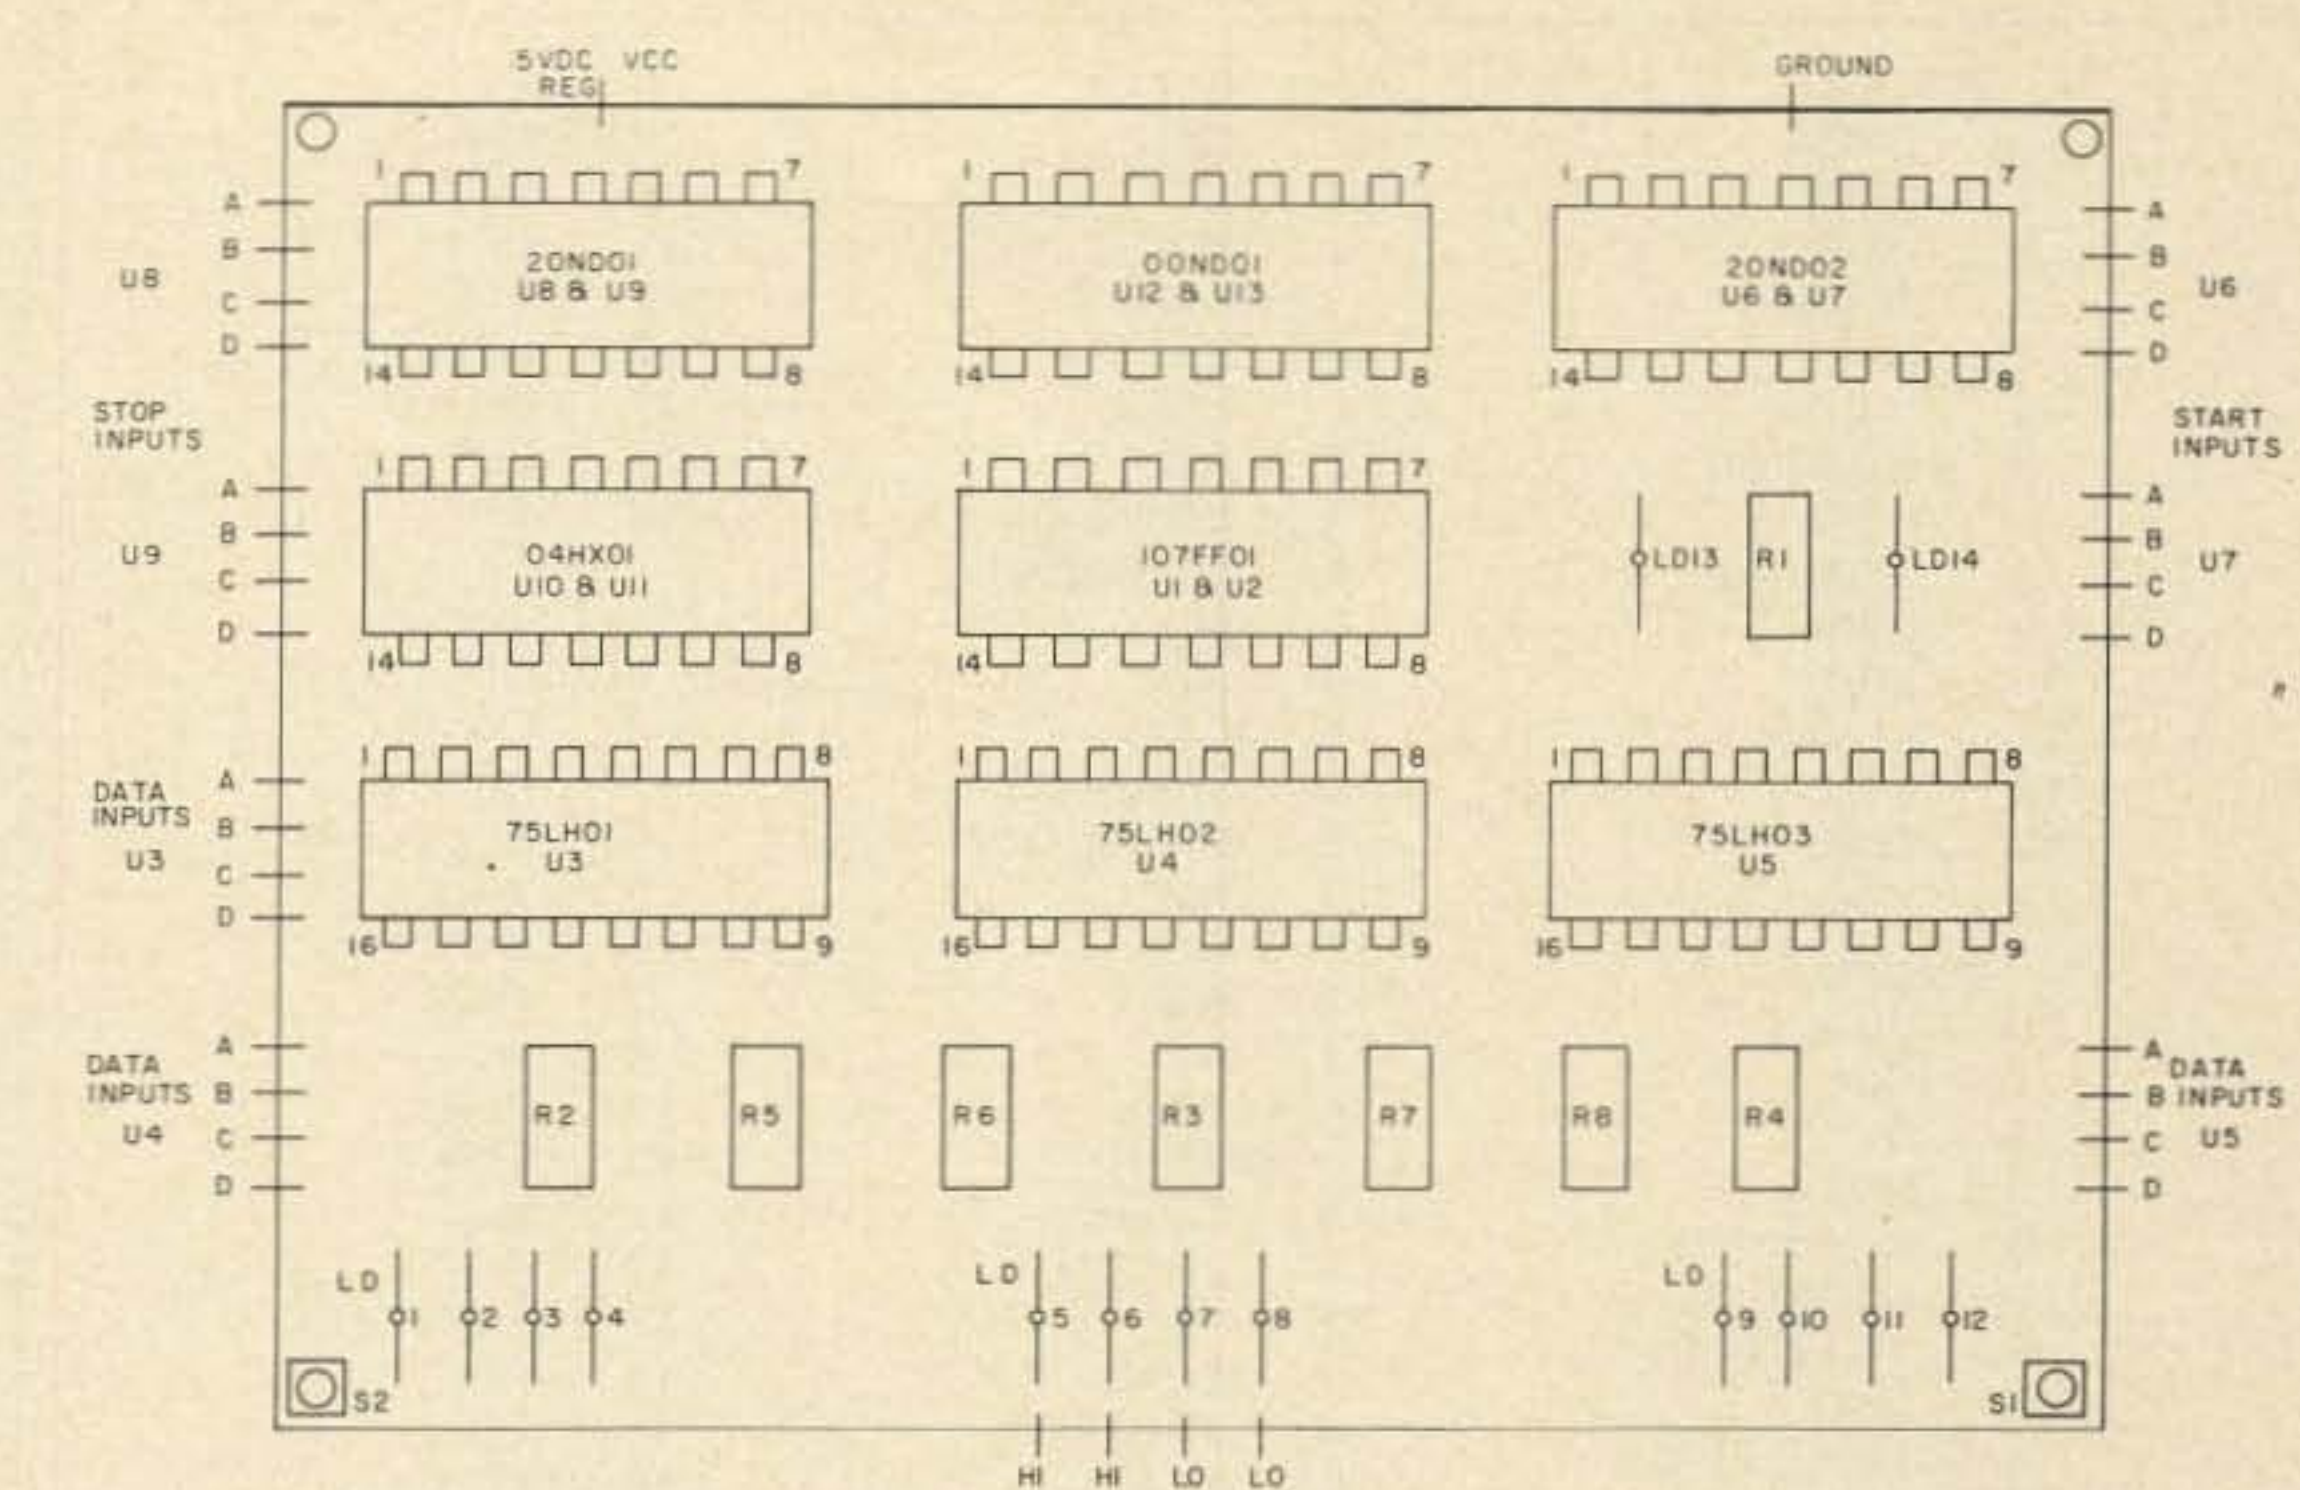 5VDC VCC
REG
GROUND
1 7
1 7
1 7
A
B
U8
C
D
20ND01
U8 & U9
00ND01
U12 & U13
20ND02
U6 & U7
A
B
U6
C
D
14 8
14 8
14 8
STOP
INPUTS
START
INPUTS
1 7
1 7
A
B
U9
C
D
04HX01
U10 & U11
107FF01
U1 & U2
LD13 R1 LD14
A
B
U7
C
D
14 8
14 8
1 8
1 8
1 8
DATA
INPUTS
U3
A
B
C
D
75LH01
U3
75LH02
U4
75LH03
U5
16 9
16 9
16 9
DATA
INPUTS
U4
A
B
C
D
R2 R5 R6 R3 R7 R8 R4
A
B
C
D
DATA
INPUTS
U5
LD
1 2 3 4
LD
5 6 7 8
LD
9 10 11 12
S2
S1
HI HI LO LO